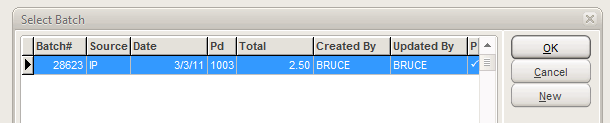 Select Batch
Batch# Source Date Pd Total Created By Updated By P
28623 IP 3/3/11 1003 2.50 BRUCE BRUCE ✓
OK
Cancel
New